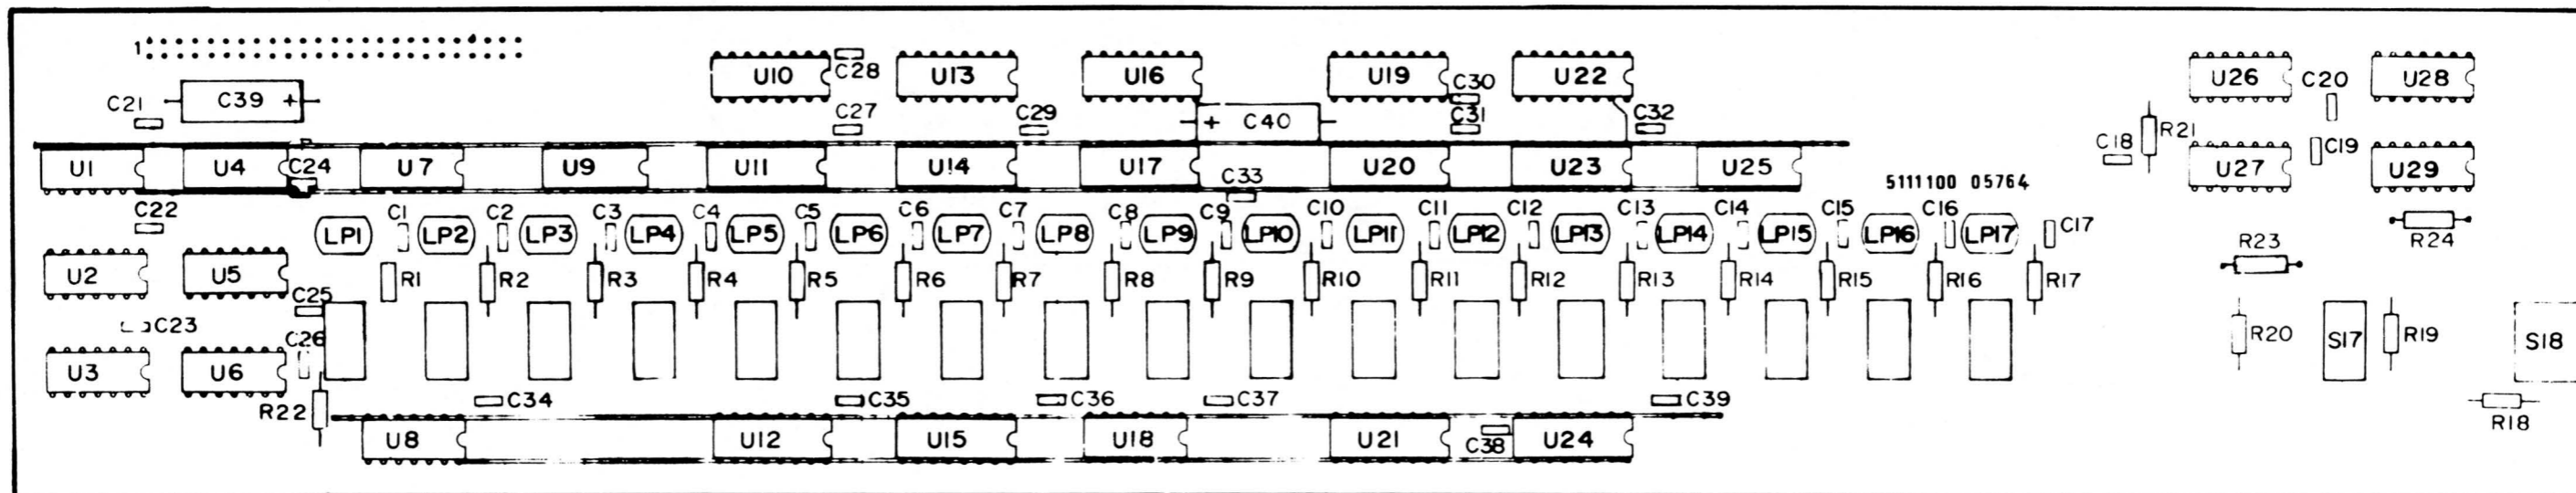 1
U10 C28 U13 U16 U19 C30 U22 U26 C20 U28
C21 C39 + C27 C29 + C40 C31 C32 C18 R21 C19
U1 U4 C24 U7 U9 U11 U14 U17 C33 U20 U23 U25 U27 U29
5111100 05764
C22 LP1 C1 LP2 C2 LP3 C3 LP4 C4 LP5 C5 LP6 C6 LP7 C7 LP8 C8 LP9 C9 LP10 C10 LP11 C11 LP12 C12 LP13 C13 LP14 C14 LP15 C15 LP16 C16 LP17 C17 R23 R24
U2 U5 R1 R2 R3 R4 R5 R6 R7 R8 R9 R10 R11 R12 R13 R14 R15 R16 R17
C25
C23 C26 R20 S17 R19 S18
U3 U6
R22 C34 C35 C36 C37 C39 R18
U8 U12 U15 U18 U21 C38 U24